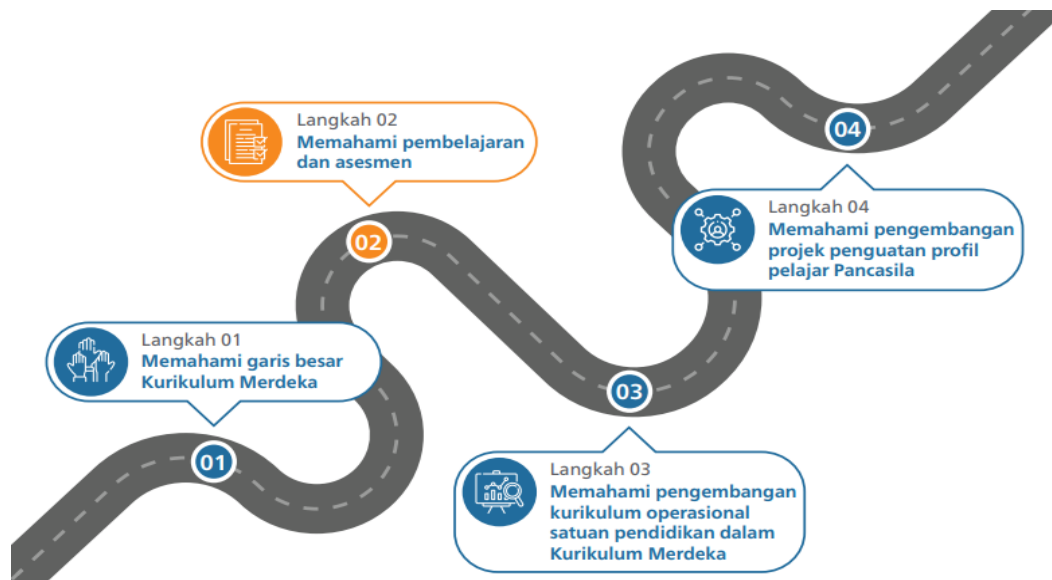 Langkah 01
Memahami garis besar
Kurikulum Merdeka
01
Langkah 02
Memahami pembelajaran
dan asesmen
02
03
Langkah 03
Memahami pengembangan
kurikulum operasional
satuan pendidikan dalam
Kurikulum Merdeka
04
Langkah 04
Memahami pengembangan
projek penguatan profil
pelajar Pancasila